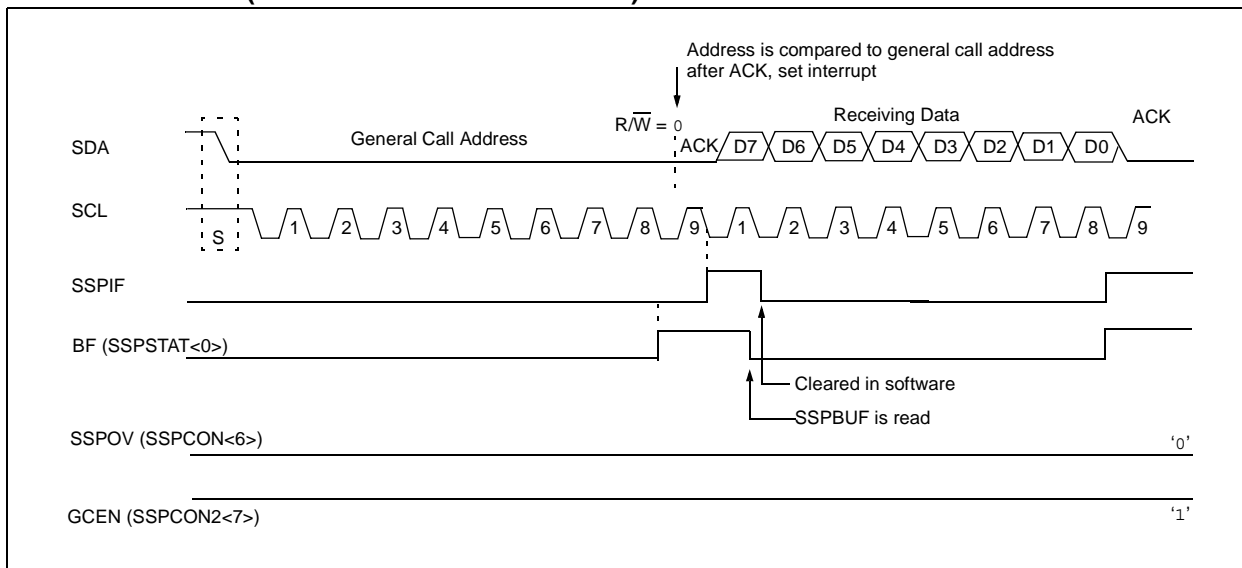 Address is compared to general call address
after ACK, set interrupt
R/W = 0
Receiving Data
ACK
SDA
General Call Address
ACK
D7 D6 D5 D4 D3 D2 D1 D0
SCL
S
1 2 3 4 5 6 7 8 9 1 2 3 4 5 6 7 8 9
SSPIF
BF (SSPSTAT<0>)
Cleared in software
SSPBUF is read
SSPOV (SSPCON<6>)
‘0’
GCEN (SSPCON2<7>)
‘1’